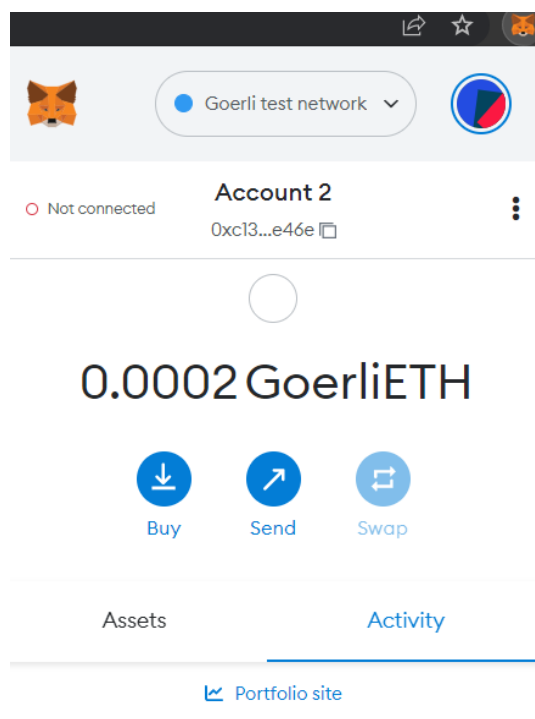 Goerli test network
Account 2
Not connected
0xc13...e46e
0.0002 GoerliETH
Buy Send Swap
Assets Activity
Portfolio site